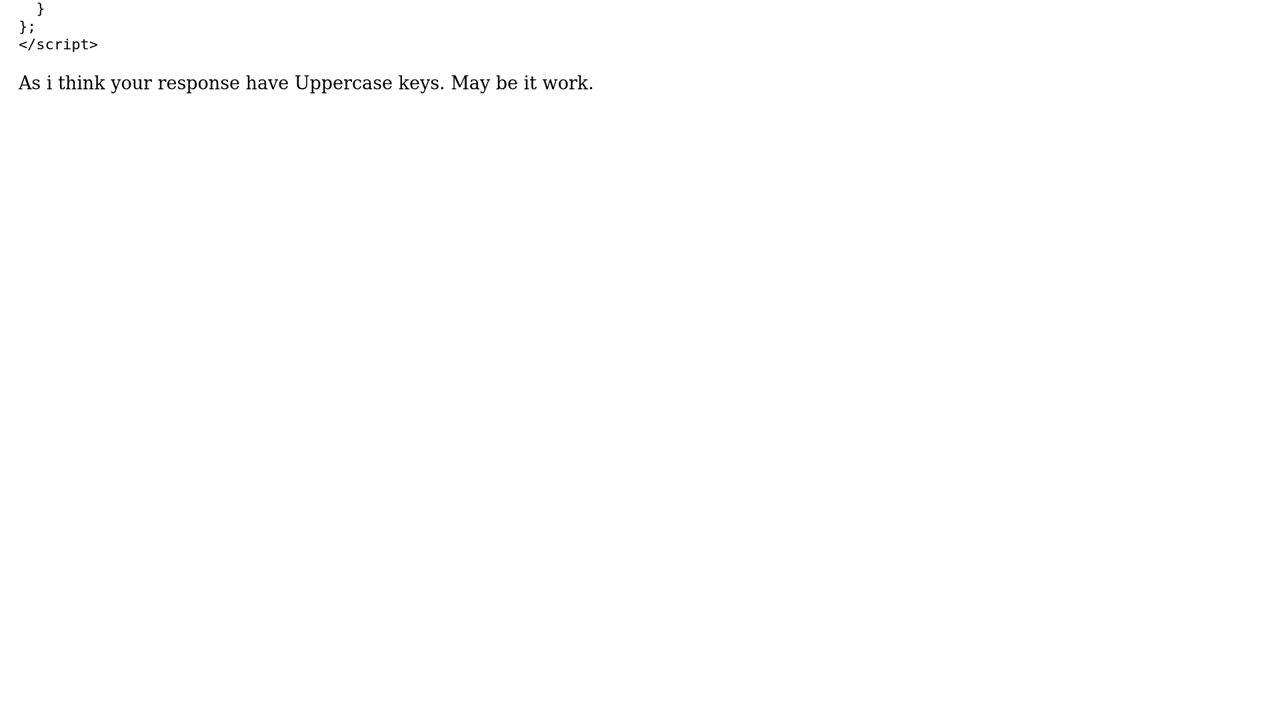 }
};
</script>
As i think your response have Uppercase keys. May be it work.